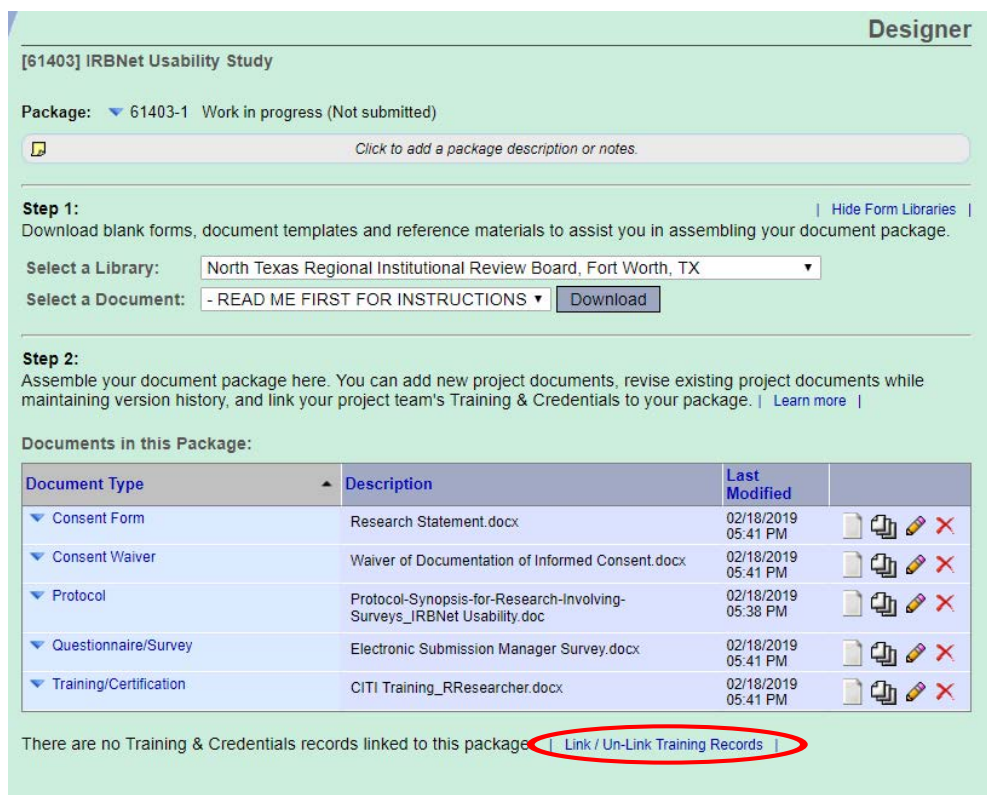 Designer
[61403] IRBNet Usability Study
Package: 61403-1 Work in progress (Not submitted)
Click to add a package description or notes.
Step 1: | Hide Form Libraries |
Download blank forms, document templates and reference materials to assist you in assembling your document package.
Select a Library: North Texas Regional Institutional Review Board, Fort Worth, TX
Select a Document: - READ ME FIRST FOR INSTRUCTIONS Download
Step 2:
Assemble your document package here. You can add new project documents, revise existing project documents while
maintaining version history, and link your project team's Training & Credentials to your package. | Learn more |
Documents in this Package:
Document Type Description Last
Modified
Consent Form Research Statement.docx 02/18/2019
05:41 PM
Consent Waiver Waiver of Documentation of Informed Consent.docx 02/18/2019
05:41 PM
Protocol Protocol-Synopsis-for-Research-Involving- 02/18/2019
Surveys_IRBNet Usability.doc 05:38 PM
Questionnaire/Survey Electronic Submission Manager Survey.docx 02/18/2019
05:41 PM
Training/Certification CITI Training_RResearcher.docx 02/18/2019
05:41 PM
There are no Training & Credentials records linked to this package | Link / Un-Link Training Records |